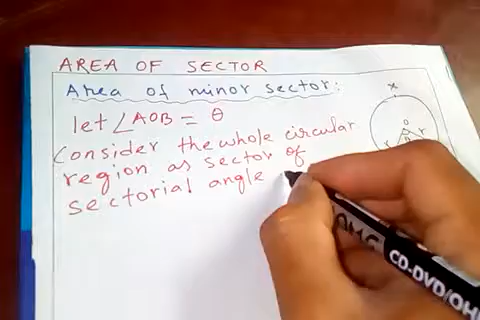 AREA OF SECTOR
Area of minor sector:
let ∠AOB = θ
Consider the whole circular
region as sector of
sectorial angle
x
O
θ
r
r
CD-DVD/OH